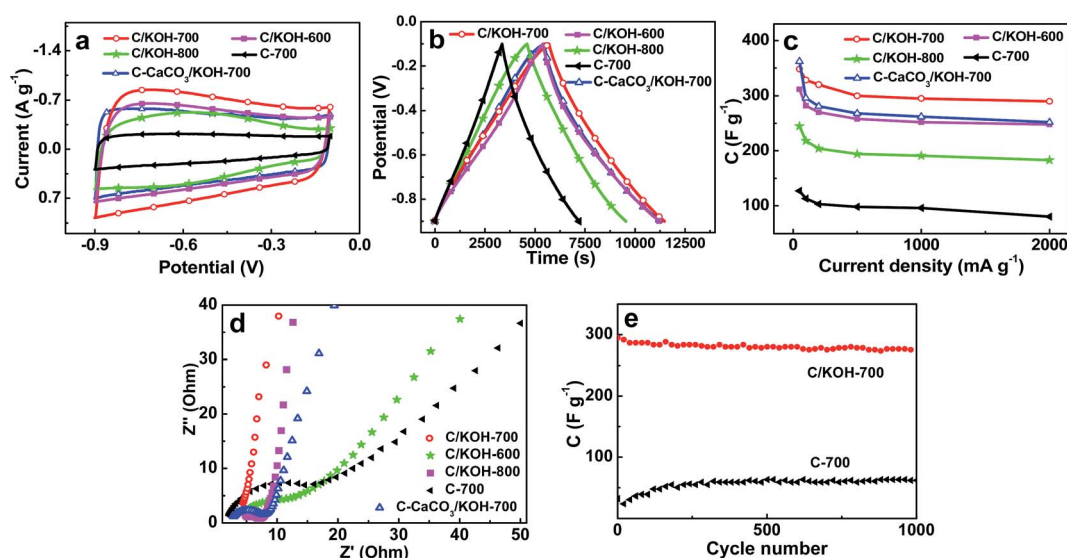 a
C/KOH-700
C/KOH-600
C/KOH-800
C-700
C-CaCO3/KOH-700
Current (A g-1)
-1.4
-0.7
0.0
0.7
-0.9
-0.6
-0.3
0.0
Potential (V)
b
C/KOH-700
C/KOH-600
C/KOH-800
C-700
C-CaCO3/KOH-700
Potential (V)
0.0
-0.2
-0.4
-0.6
-0.8
-1.0
0
2500
5000
7500
10000
12500
Time (s)
c
C/KOH-700
C/KOH-600
C/KOH-800
C-700
C-CaCO3/KOH-700
C (F g-1)
400
300
200
100
0
500
1000
1500
2000
Current density (mA g-1)
d
Z'' (Ohm)
40
30
20
10
0
C/KOH-700
C/KOH-600
C/KOH-800
C-700
C-CaCO3/KOH-700
10
20
30
40
50
Z' (Ohm)
e
C (F g-1)
300
200
100
0
C/KOH-700
C-700
0
500
1000
Cycle number